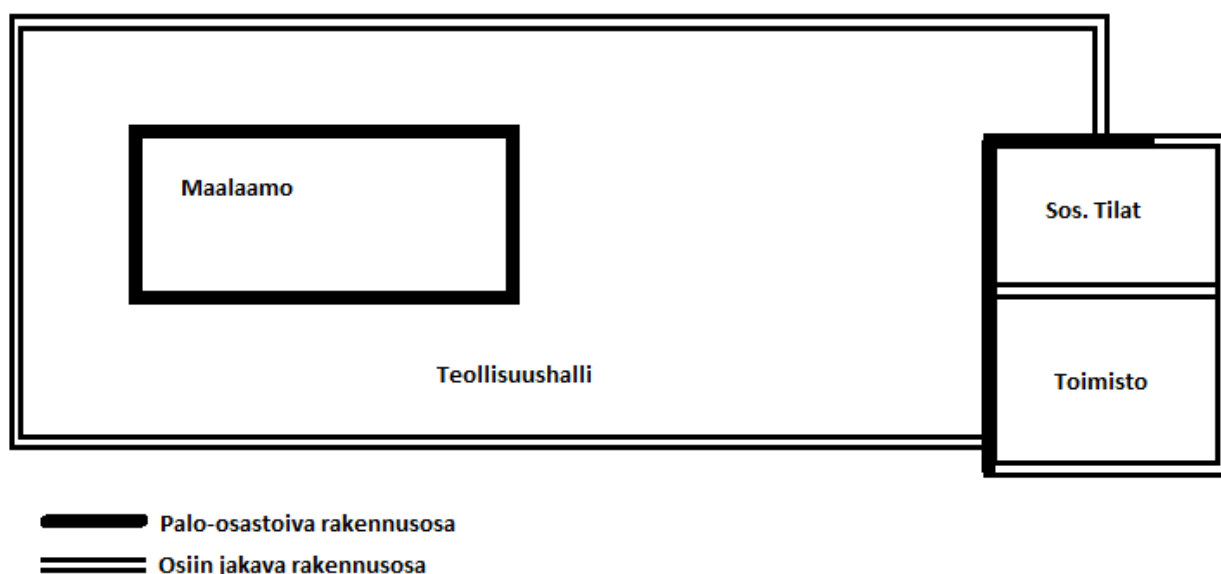 Maalaamo
Sos. Tilat
Teollisuushalli
Toimisto
Palo-osastoiva rakennusosa
Osiin jakava rakennusosa